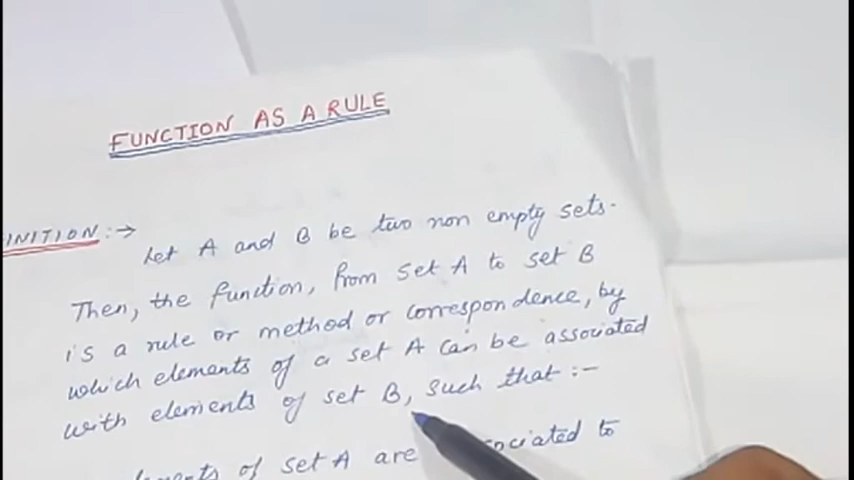 FUNCTION AS A RULE
INITION :→
Let A and B be two non empty sets.
Then, the function, from set A to set B
is a rule or method or correspondence, by
which elements of a set A can be associated
with elements of set B, such that :-
of set A are to